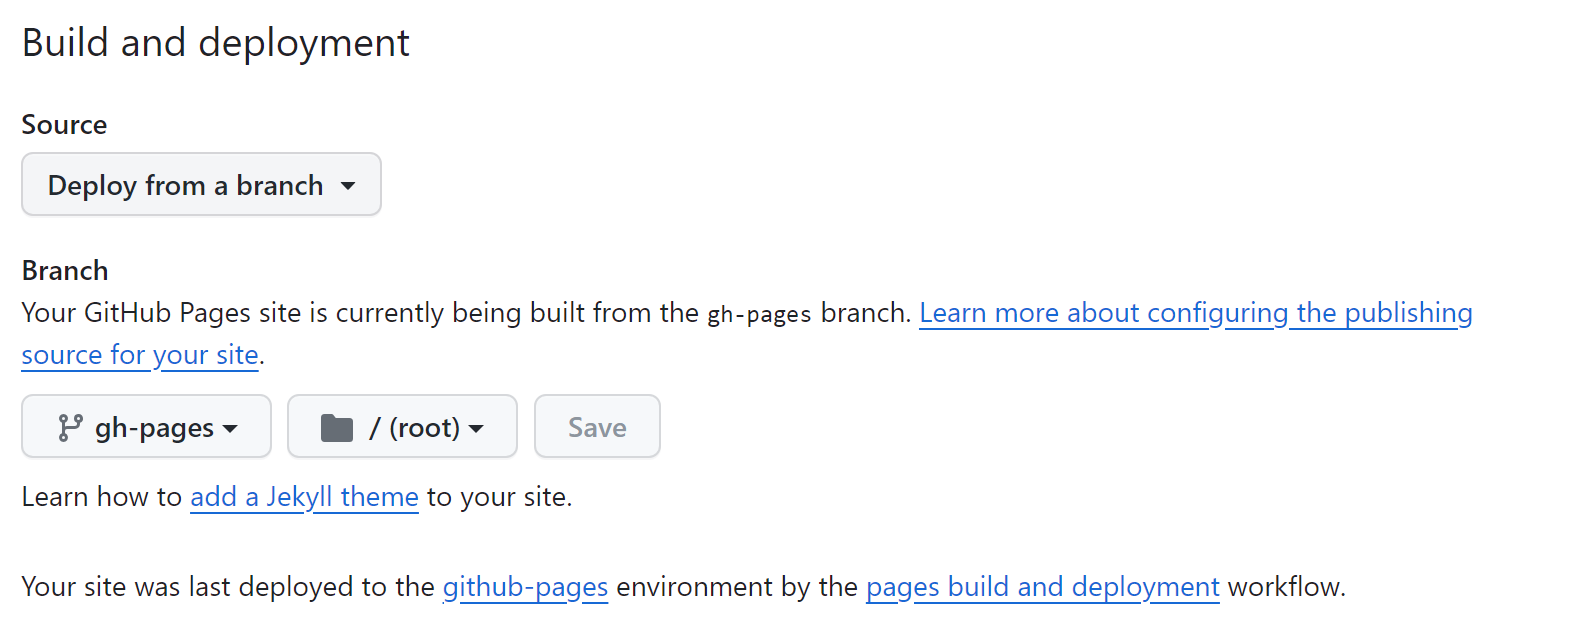 Build and deployment
Source
Deploy from a branch
Branch
Your GitHub Pages site is currently being built from the gh-pages branch. Learn more about configuring the publishing
source for your site.
gh-pages / (root) Save
Learn how to add a Jekyll theme to your site.
Your site was last deployed to the github-pages environment by the pages build and deployment workflow.